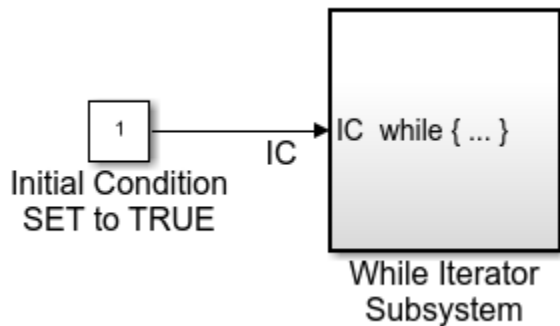 1
IC
Initial Condition
SET to TRUE
IC while { ... }
While Iterator
Subsystem